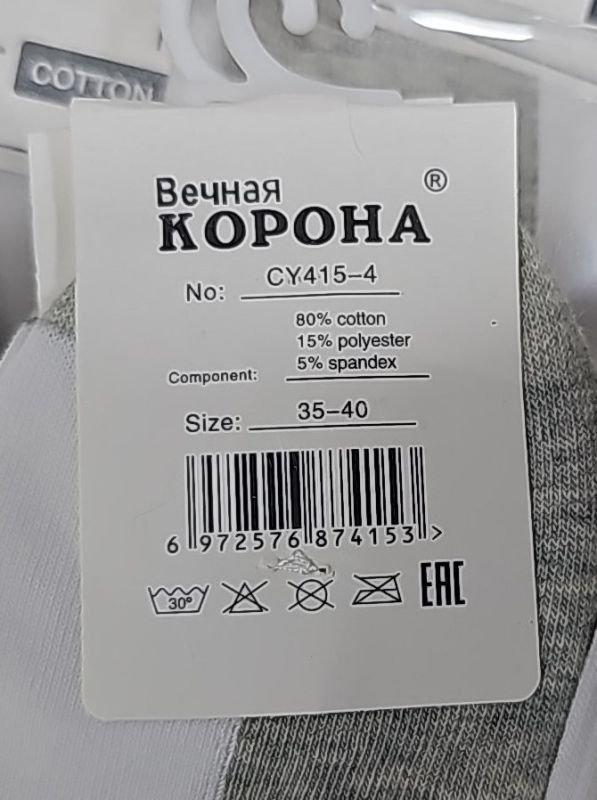 COTTON
Вечная
КОРОНА ®
No: CY415-4
80% cotton
15% polyester
Component: 5% spandex
Size: 35-40
6 972576 874153 >
30° EAC